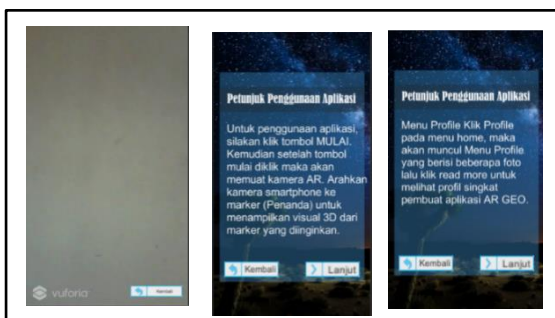 vuforia
Kembali
Petunjuk Penggunaan Aplikasi
Untuk penggunaan aplikasi,
silakan klik tombol MULAI.
Kemudian setelah tombol
mulai diklik maka akan
memuat kamera AR. Arahkan
kamera smartphone ke
marker (Penanda) untuk
menampilkan visual 3D dari
marker yang diinginkan.
Kembali
Lanjut
Petunjuk Penggunaan Aplikasi
Menu Profile Klik Profile
pada menu home, maka
akan muncul Menu Profile
yang berisi beberapa foto
lalu klik read more untuk
melihat profil singkat
pembuat aplikasi AR GEO.
Kembali
Lanjut